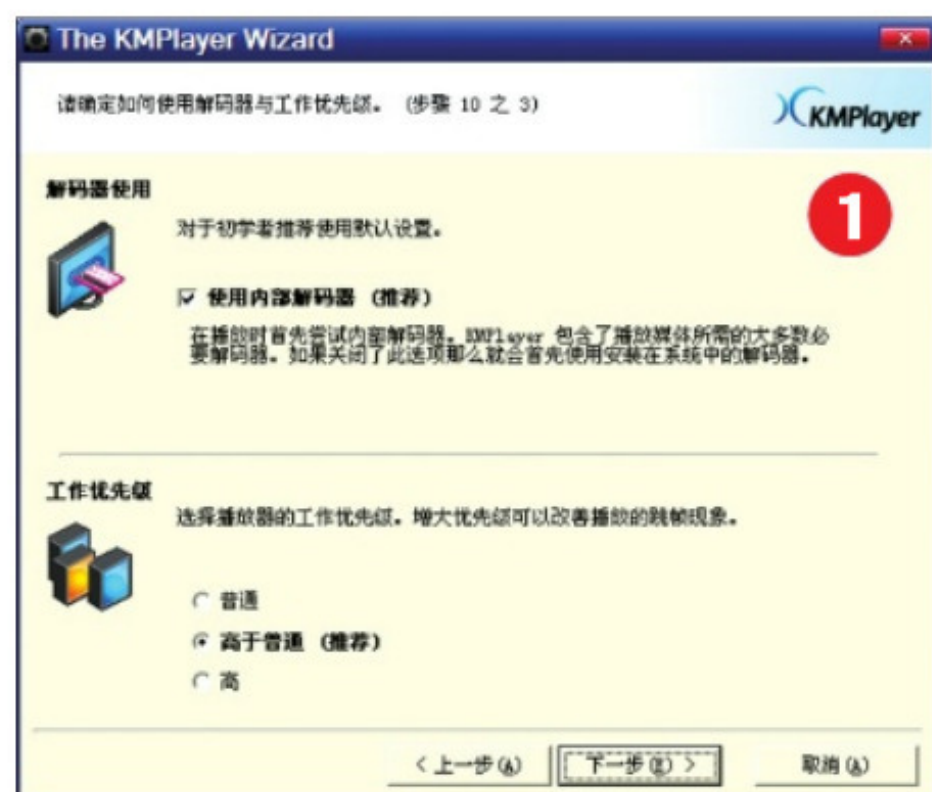 The KMPlayer Wizard
请确定如何使用解码器与工作优先级。 (步骤 10 之 3)
KMPlayer
解码器使用
1
对于初学者推荐使用默认设置。
使用内部解码器 (推荐)
在播放时首先尝试内部解码器。KMPlayer 包含了播放媒体所需的大多数必
要解码器。如果关闭了此选项那么就会首先使用安装在系统中的解码器。
工作优先级
选择播放器的工作优先级。增大优先级可以改善播放的跳帧现象。
普通
高于普通 (推荐)
高
< 上一步(A) 下一步(E) > 取消(A)